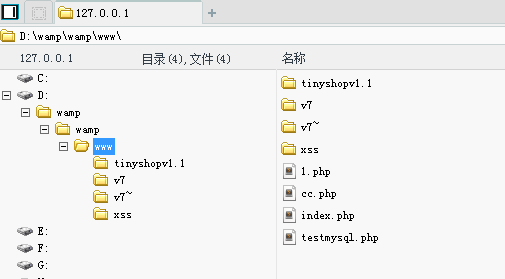 127.0.0.1
D:\wamp\wamp\www\
127.0.0.1 目录(4),文件(4) 名称
C:
D:
wamp
wamp
www
tinyshopv1.1
v7
v7~
xss
E:
F:
G:
tinyshopv1.1
v7
v7~
xss
1.php
cc.php
index.php
testmysql.php